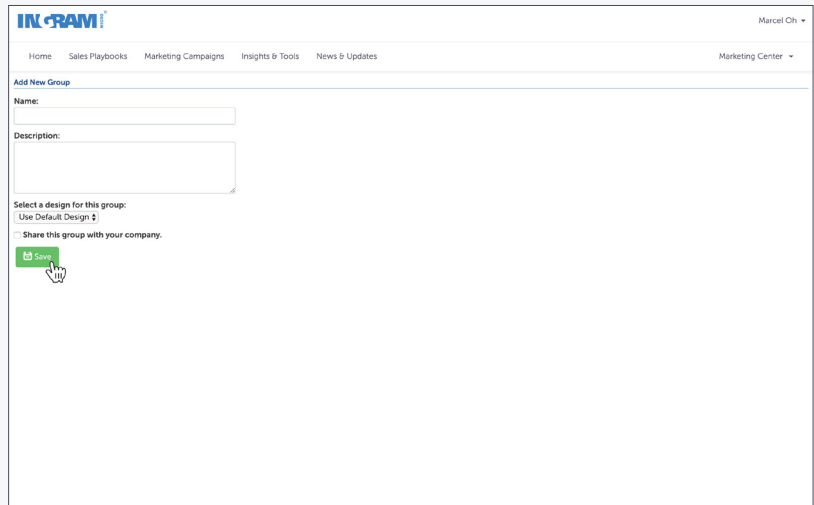 INGRAM MICRO
Marcel Oh
Home Sales Playbooks Marketing Campaigns Insights & Tools News & Updates Marketing Center
Add New Group
Name:
Description:
Select a design for this group:
Use Default Design
Share this group with your company.
Save